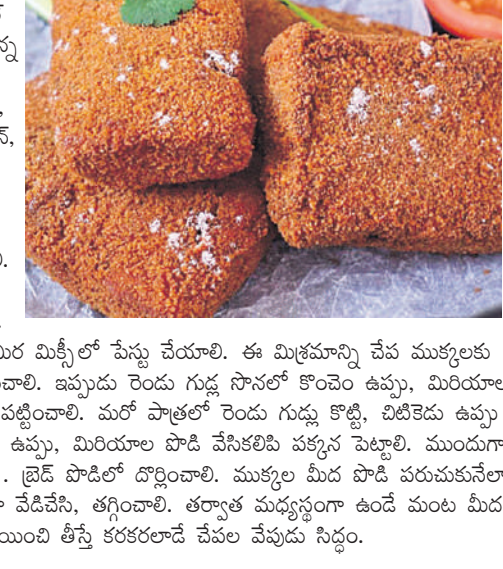 న్న
న్,
మిర మిక్సీలో పేస్టు చేయాలి. ఈ మిశ్రమాన్ని చేప ముక్కలకు
చాలి. ఇప్పుడు రెండు గుడ్ల సొనలో కొంచెం ఉప్పు, మిరియాల
పట్టించాలి. మరో పాత్రలో రెండు గుడ్లు కొట్టి, చిటికెడు ఉప్పు
ఉప్పు, మిరియాల పొడి వేసికలిపి పక్కన పెట్టాలి. ముందుగా
. బ్రెడ్ పొడిలో దొర్లించాలి. ముక్కల మీద పొడి పరుచుకునేలా
వేడిచేసి, తగ్గించాలి. తర్వాత మధ్యస్థంగా ఉండే మంట మీద
యించి తీస్తే కరకరలాడే చేపల వేపుడు సిద్ధం.